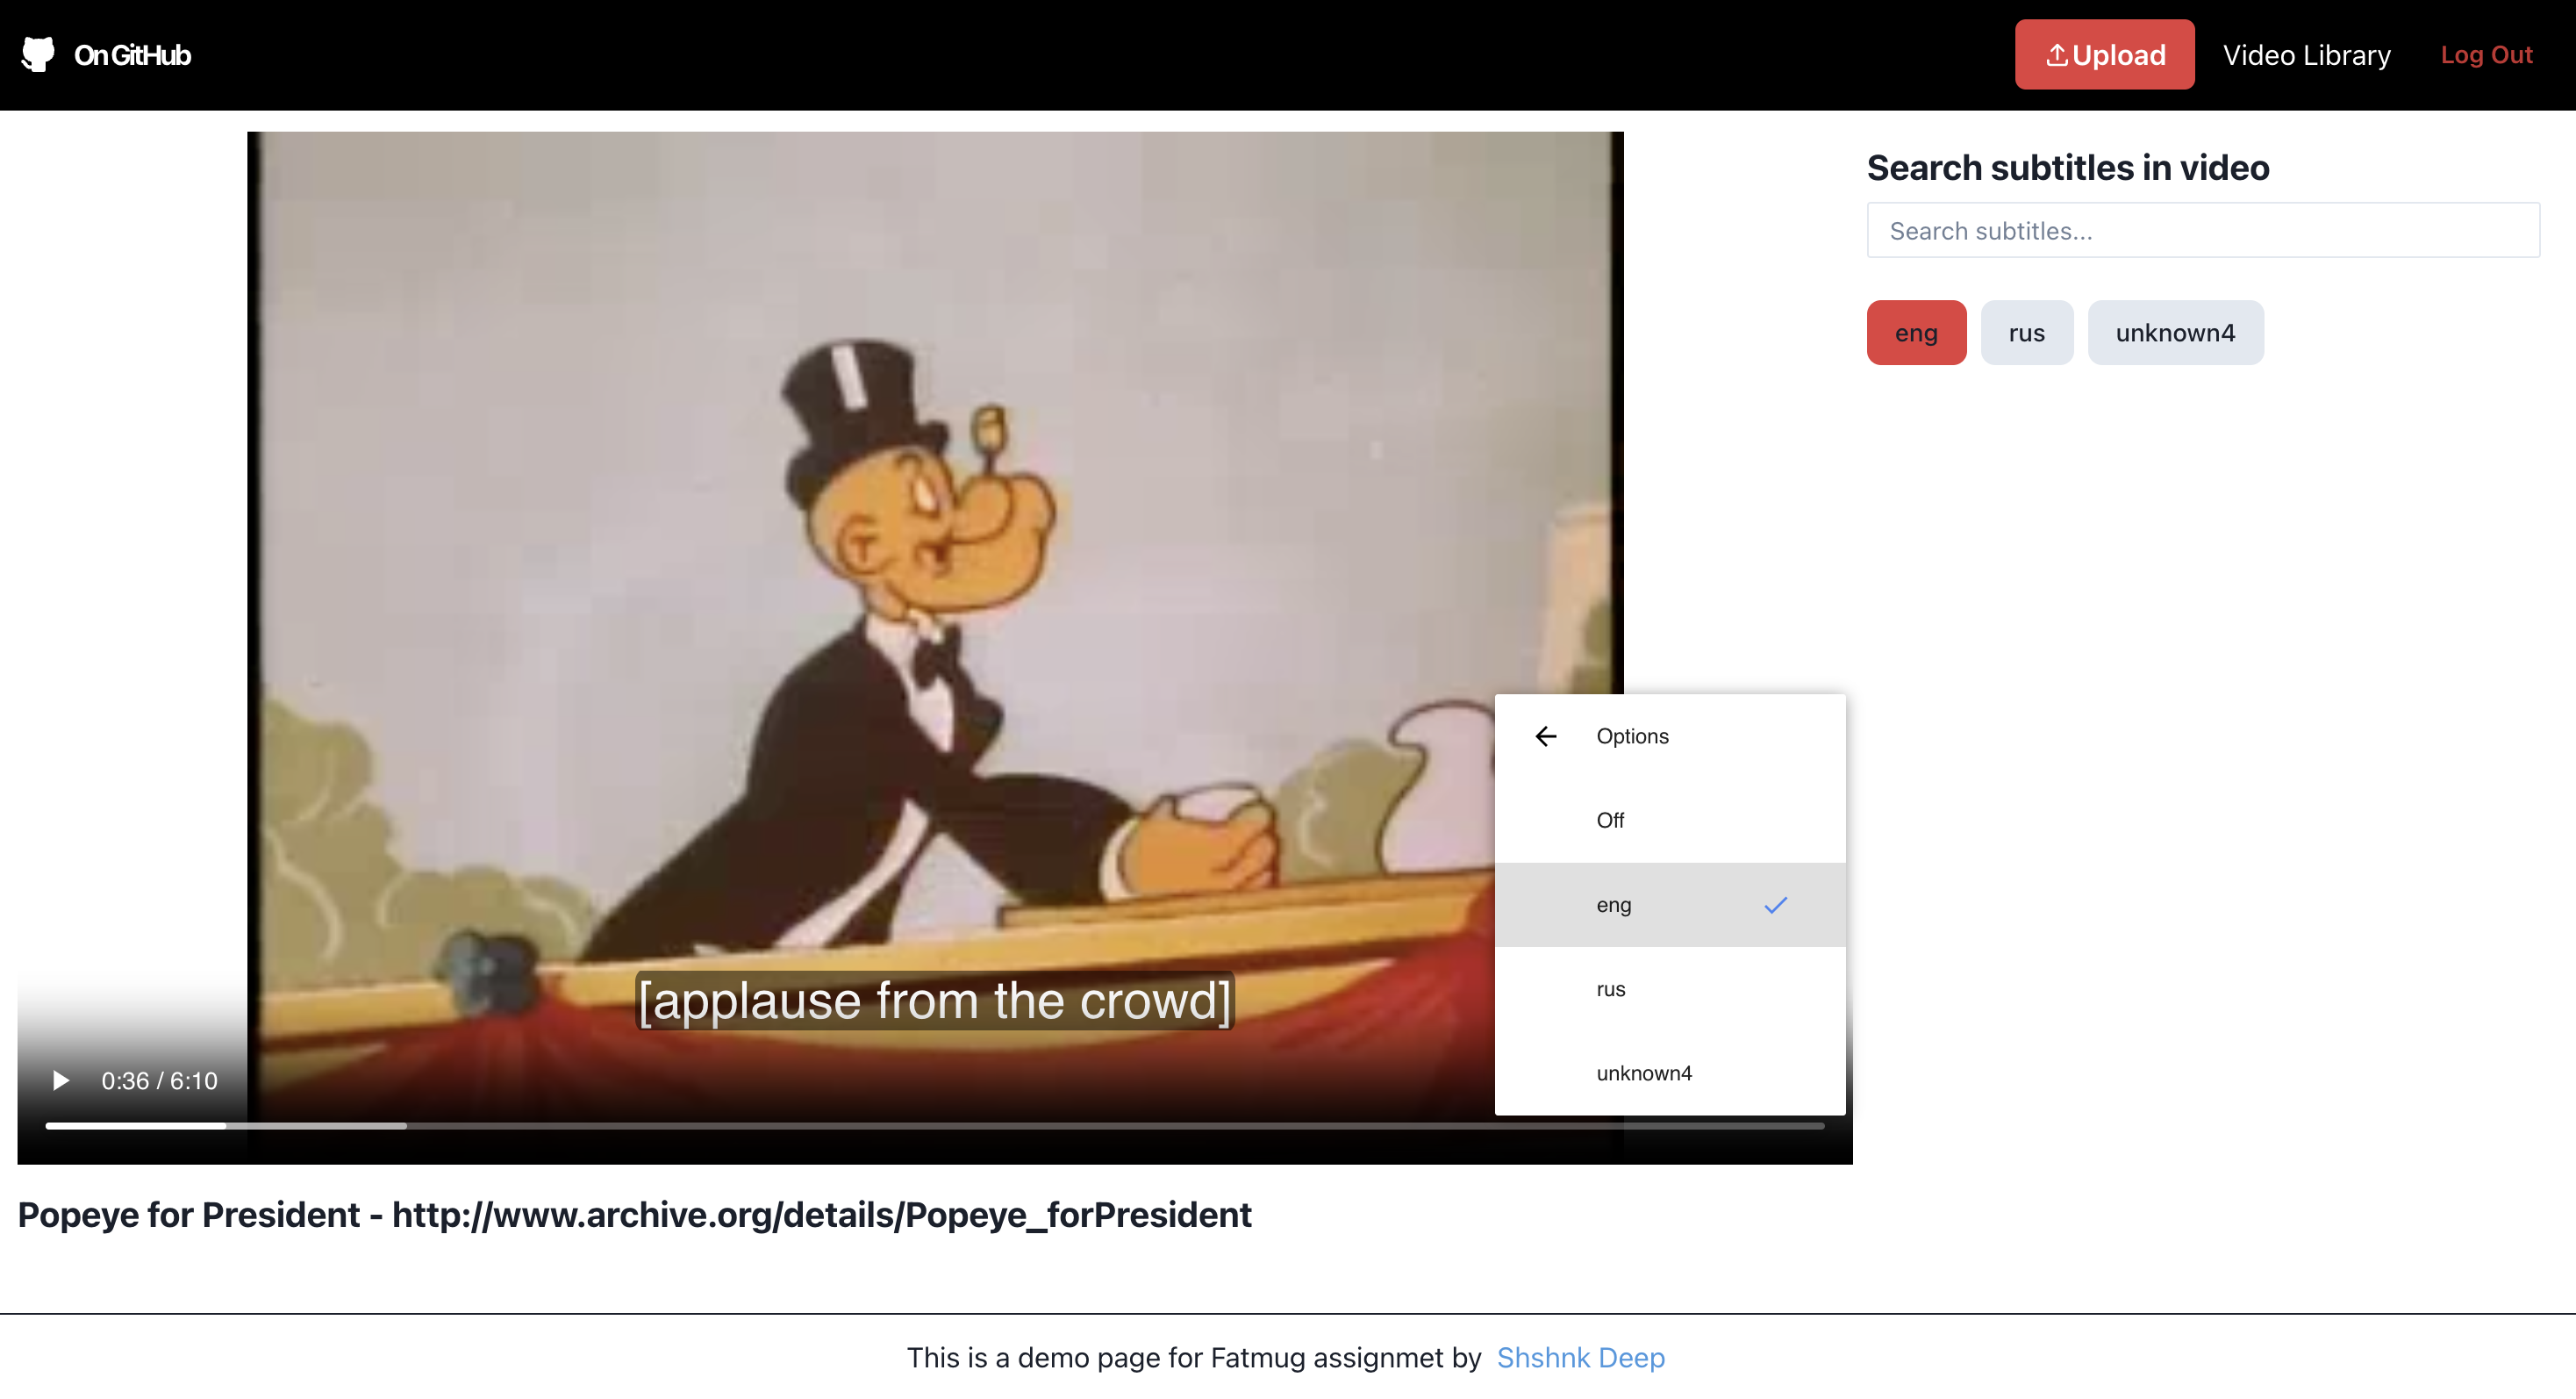 On GitHub
Upload Video Library Log Out
Search subtitles in video
Search subtitles...
eng rus unknown4
Options
Off
eng
rus
unknown4
[applause from the crowd]
0:36 / 6:10
Popeye for President - http://www.archive.org/details/Popeye_forPresident
This is a demo page for Fatmug assignmet by Shshnk Deep